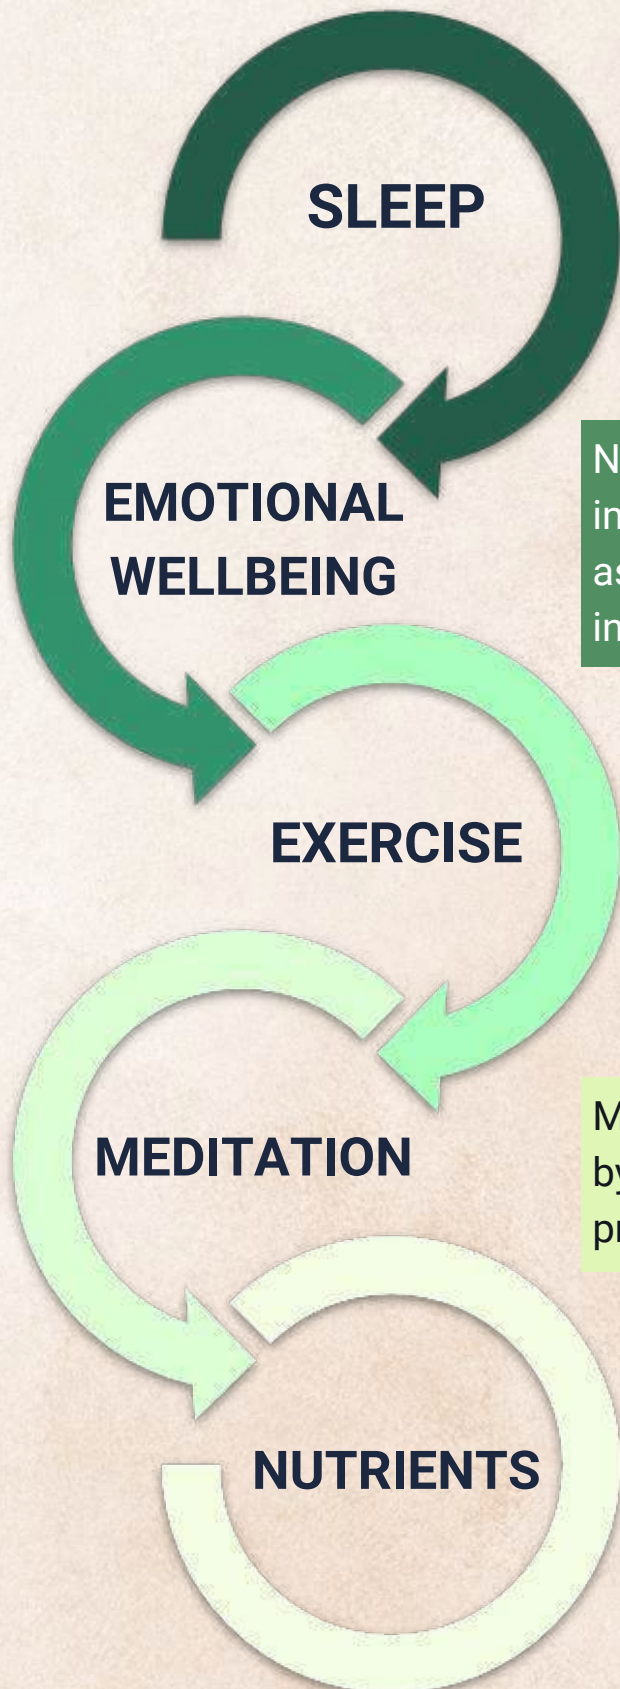 SLEEP
EMOTIONAL
WELLBEING
EXERCISE
MEDITATION
NUTRIENTS